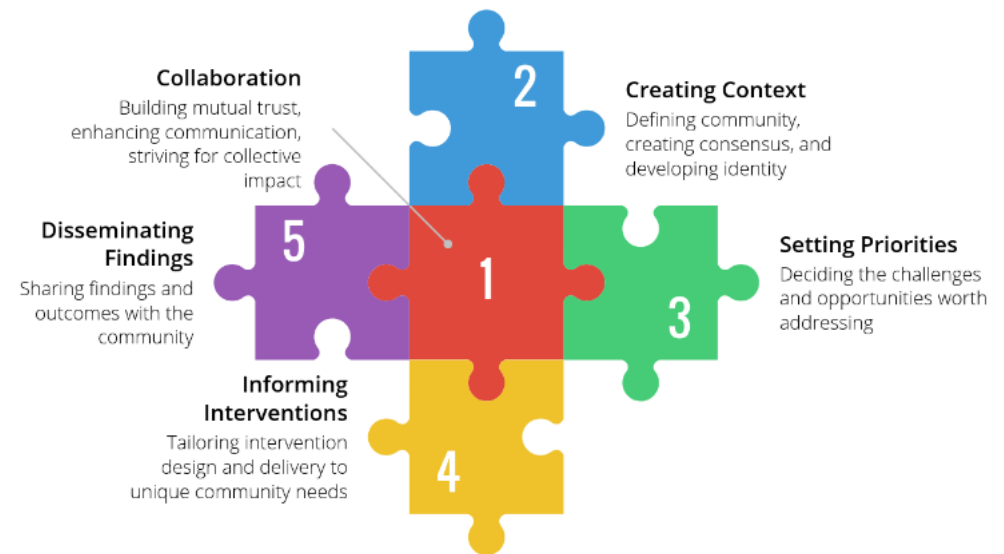 Collaboration
Building mutual trust,
enhancing communication,
striving for collective
impact
2
Creating Context
Defining community,
creating consensus, and
developing identity
Disseminating
Findings
Sharing findings and
outcomes with the
community
5
1
3
Setting Priorities
Deciding the challenges
and opportunities worth
addressing
Informing
Interventions
Tailoring intervention
design and delivery to
unique community needs
4